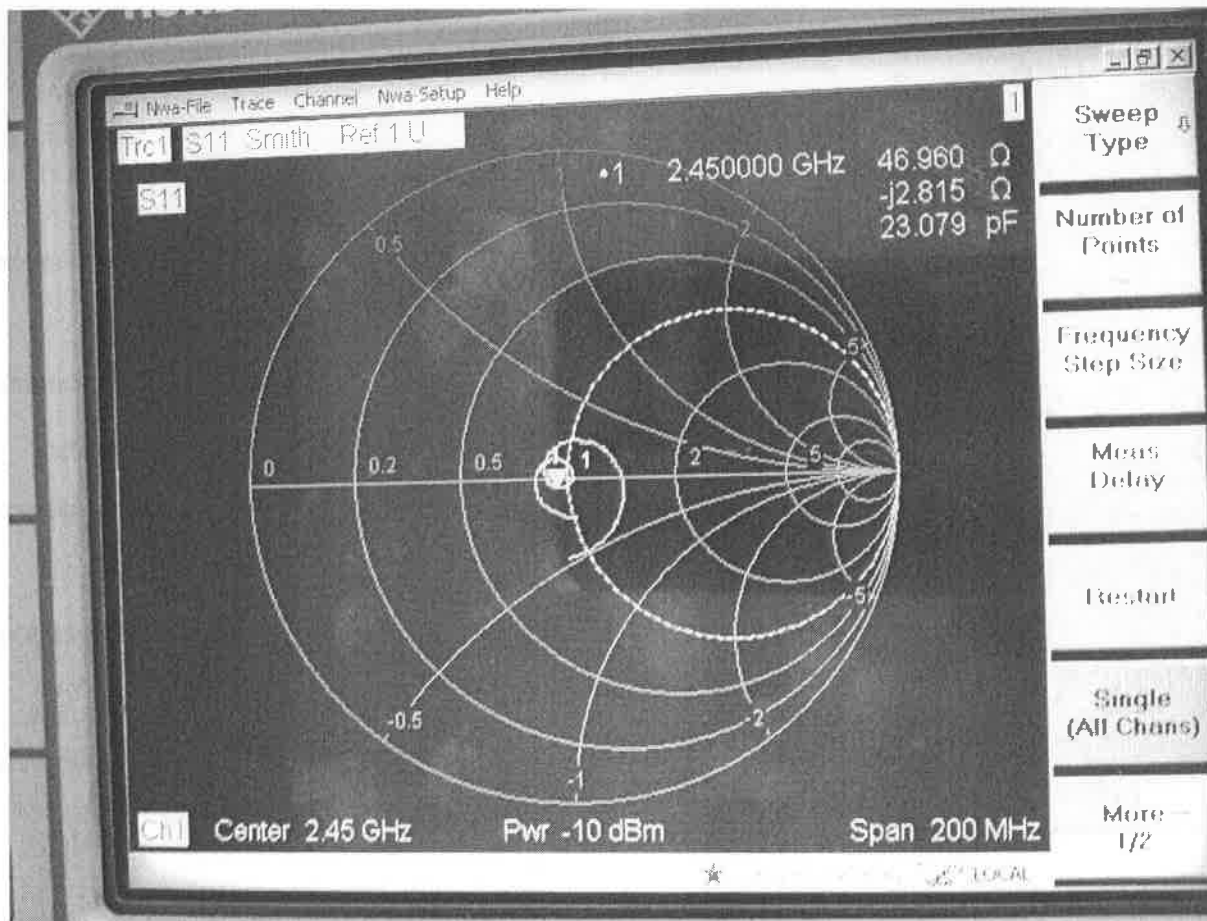 Nwa-File Trace Channel Nwa-Setup Help
1
Trc1 S11 Smith Ref 1 U
S11
•1 2.450000 GHz 46.960 Ω
-j2.815 Ω
23.079 pF
0.5
2
5
0
0.2
0.5
1
2
5
-0.5
-1
-2
-5
Ch1 Center 2.45 GHz Pwr -10 dBm Span 200 MHz
LOCAL
Sweep
Type
Number of
Points
Frequency
Step Size
Meas
Delay
Restart
Single
(All Chans)
More
1/2